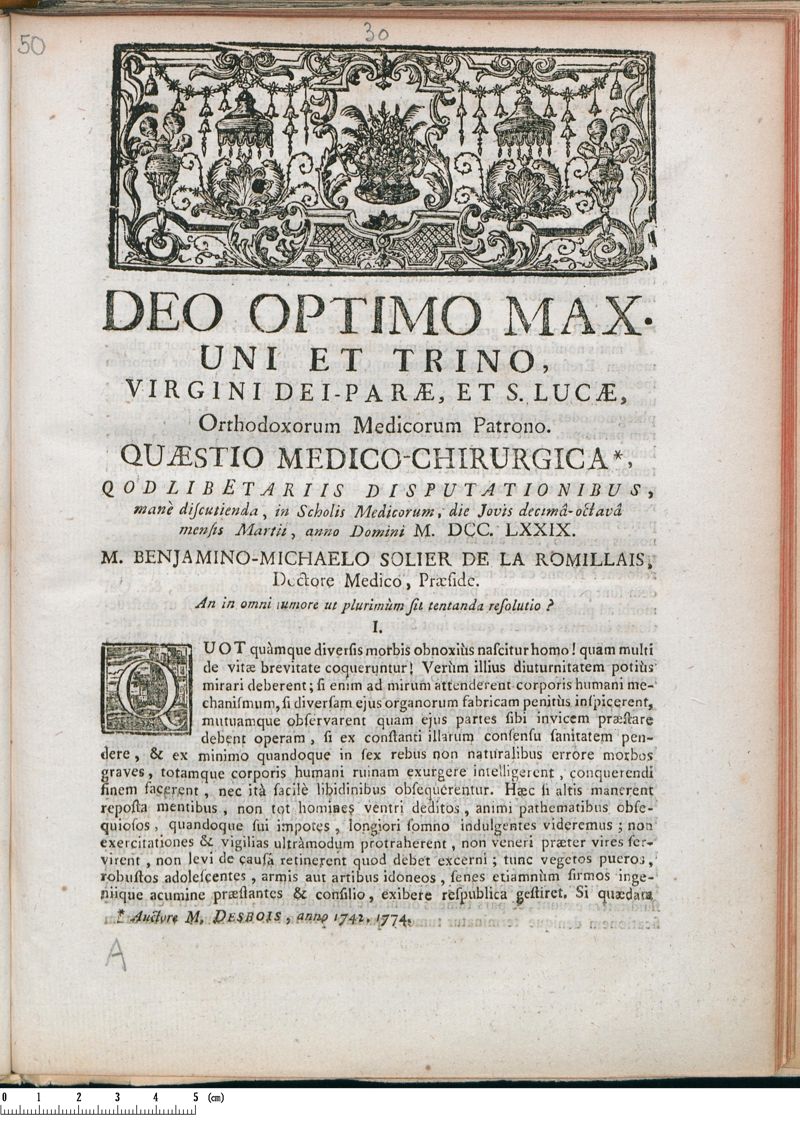 50
30
DEO OPTIMO MAX.
UNI ET TRINO,
VIRGINI DEI-PARÆ, ET S. LUCÆ,
Orthodoxorum Medicorum Patrono.
QUÆSTIO MEDICO-CHIRURGICA*,
QODLIBETARIIS DISPUTATIONIBUS,
manè diſcutienda, in Scholis Medicorum, die Jovis decimâ-octavâ
menſis Martii, anno Domini M. DCC. LXXIX.
M. BENJAMINO-MICHAELO SOLIER DE LA ROMILLAIS,
Doctore Medico, Præſide.
An in omni tumore ut plurimùm ſit tentanda reſolutio ?
I.
QUOT quàmque diverſis morbis obnoxiùs naſcitur homo! quam multi
de vitæ brevitate coqueruntur! Verùm illius diuturnitatem potiùs
mirari deberent; ſi enim ad mirum attenderent corporis humani me-
chaniſmum, ſi diverſam ejus organorum fabricam penitùs inſpicerent,
mutuamque obſervarent quam ejus partes ſibi invicem præſtare
debent operam, ſi ex conſtanti illarum conſenſu ſanitatem pen-
dere, & ex minimo quandoque in ſex rebus non naturalibus errore morbos
graves, totamque corporis humani ruinam exurgere intelligerent, conquerendi
finem facerent, nec ità facilè libidinibus obſequerentur. Hæc ſi altis manerent
repoſta mentibus, non tot homines ventri deditos, animi pathematibus obſe-
quioſos, quandoque ſui impotes, longiori ſomno indulgentes videremus; non
exercitationes & vigilias ultràmodum protraherent, non veneri præter vires ſer-
virent, non levi de cauſâ retinerent quod debet excerni; tunc vegetos pueros,
robuſtos adoleſcentes, armis aut artibus idoneos, ſenes etiamnùm firmos inge-
niique acumine præſtantes & conſilio, exibere reſpublica geſtiret. Si quædam
* Auctore M. DESBOIS, anno 1742, 1774.
A
0 1 2 3 4 5 (cm)